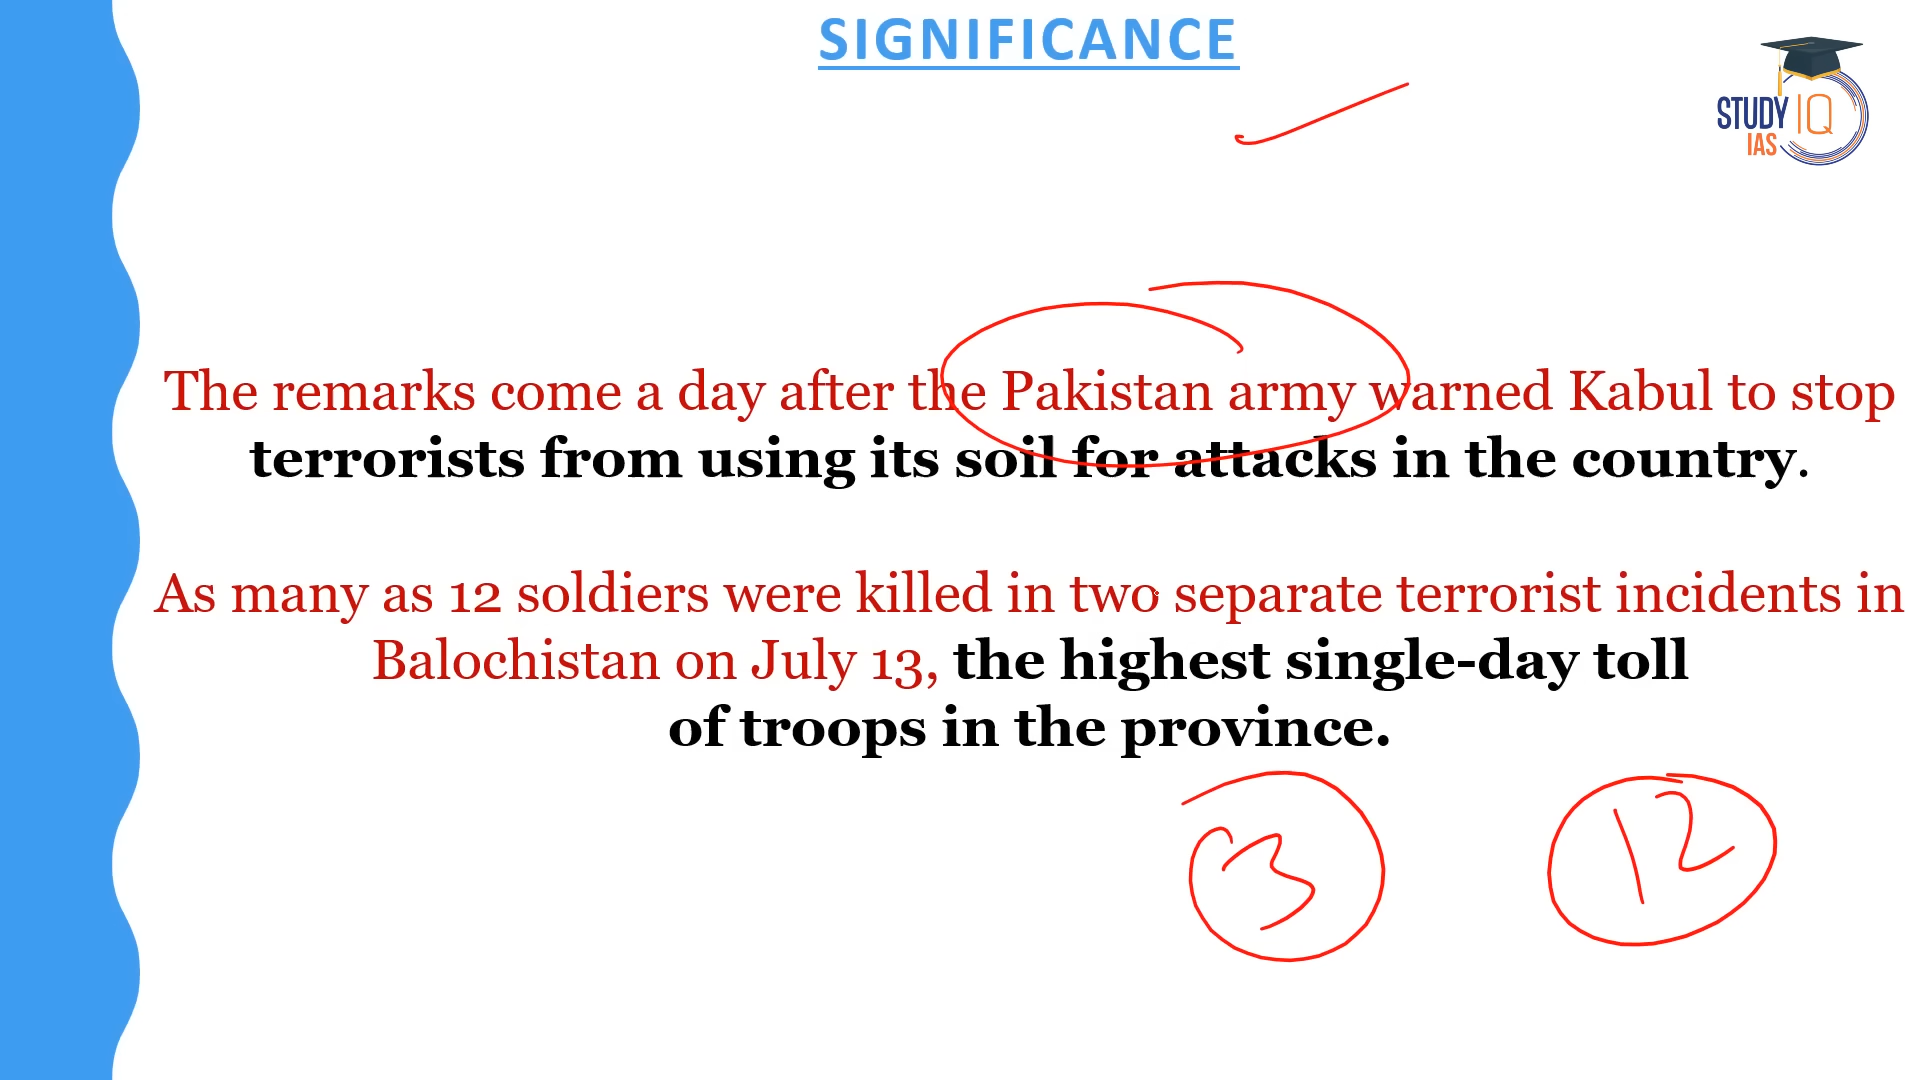 SIGNIFICANCE
STUDY IQ
IAS
The remarks come a day after the Pakistan army warned Kabul to stop
terrorists from using its soil for attacks in the country.
As many as 12 soldiers were killed in two separate terrorist incidents in
Balochistan on July 13, the highest single-day toll
of troops in the province.
3 12